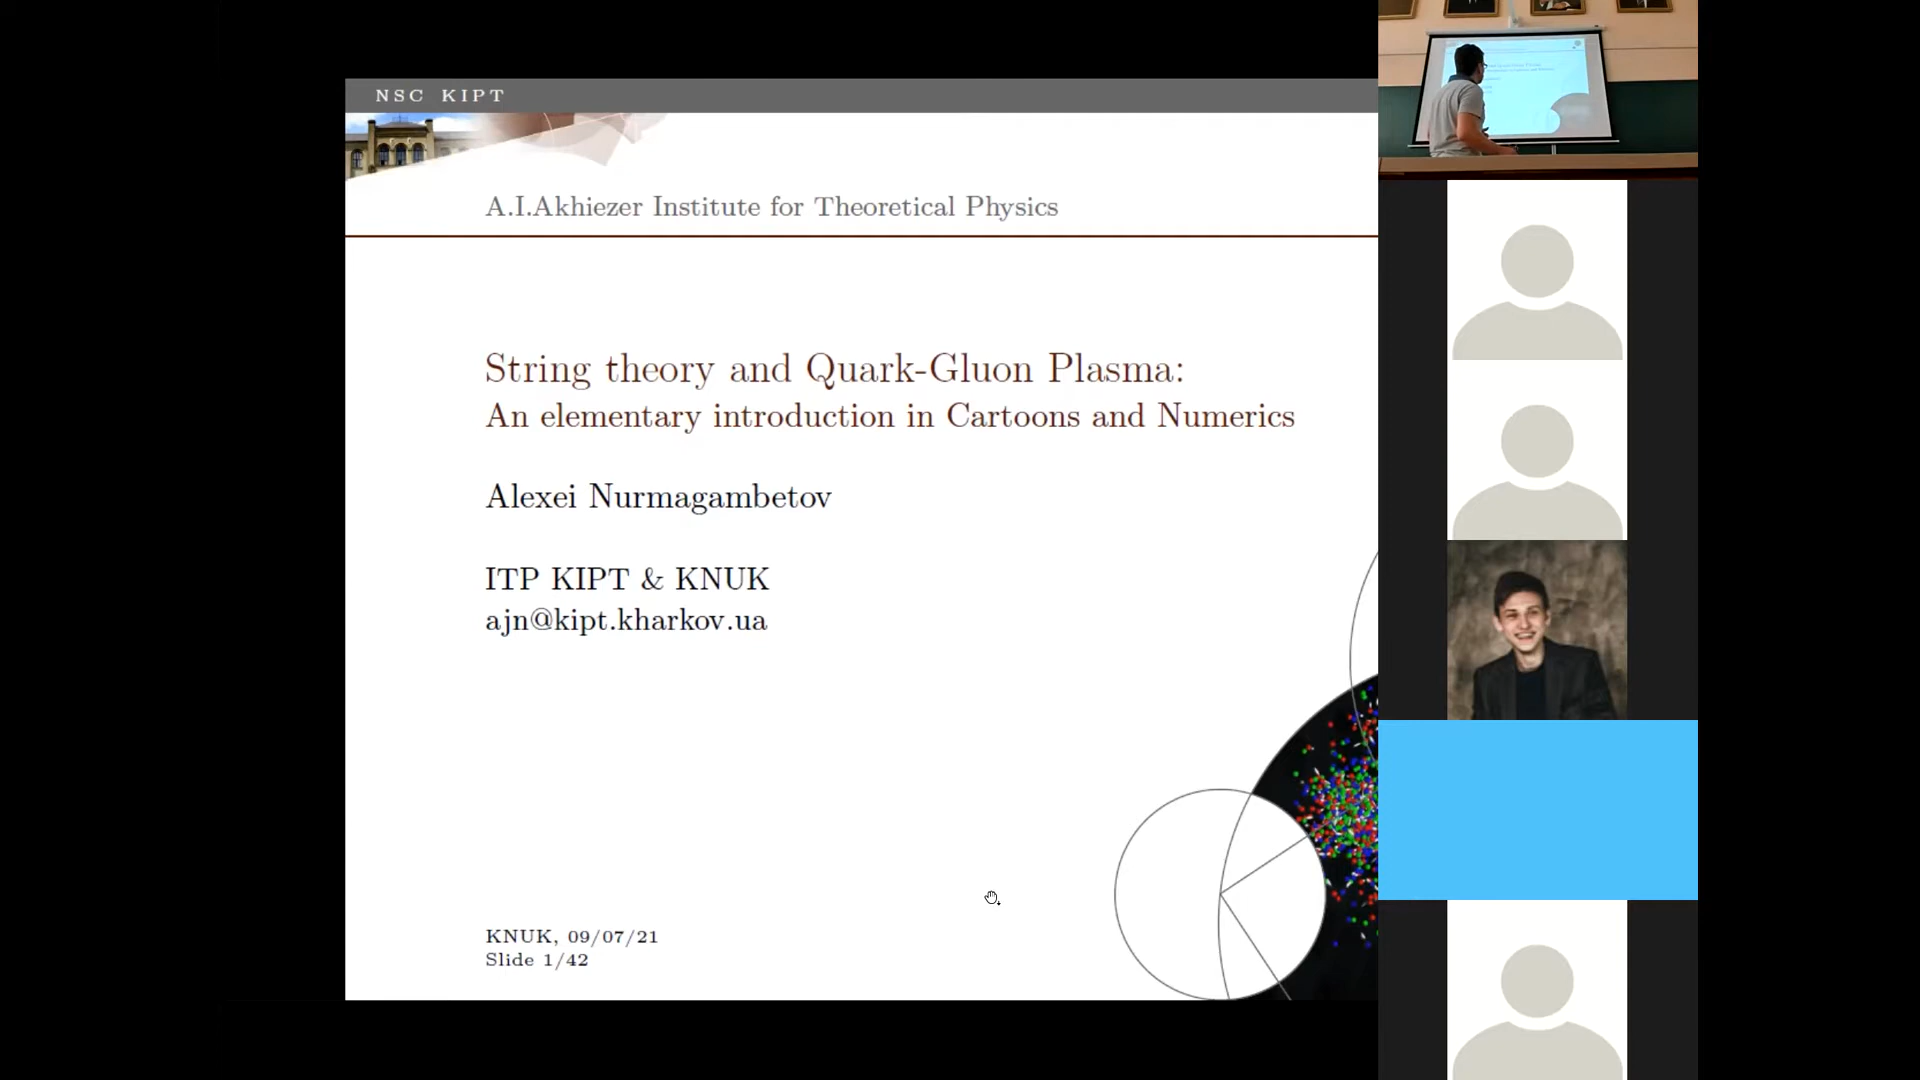 NSC KIPT
A.I.Akhiezer Institute for Theoretical Physics
String theory and Quark-Gluon Plasma:
An elementary introduction in Cartoons and Numerics
Alexei Nurmagambetov
ITP KIPT & KNUK
ajn@kipt.kharkov.ua
KNUK, 09/07/21
Slide 1/42